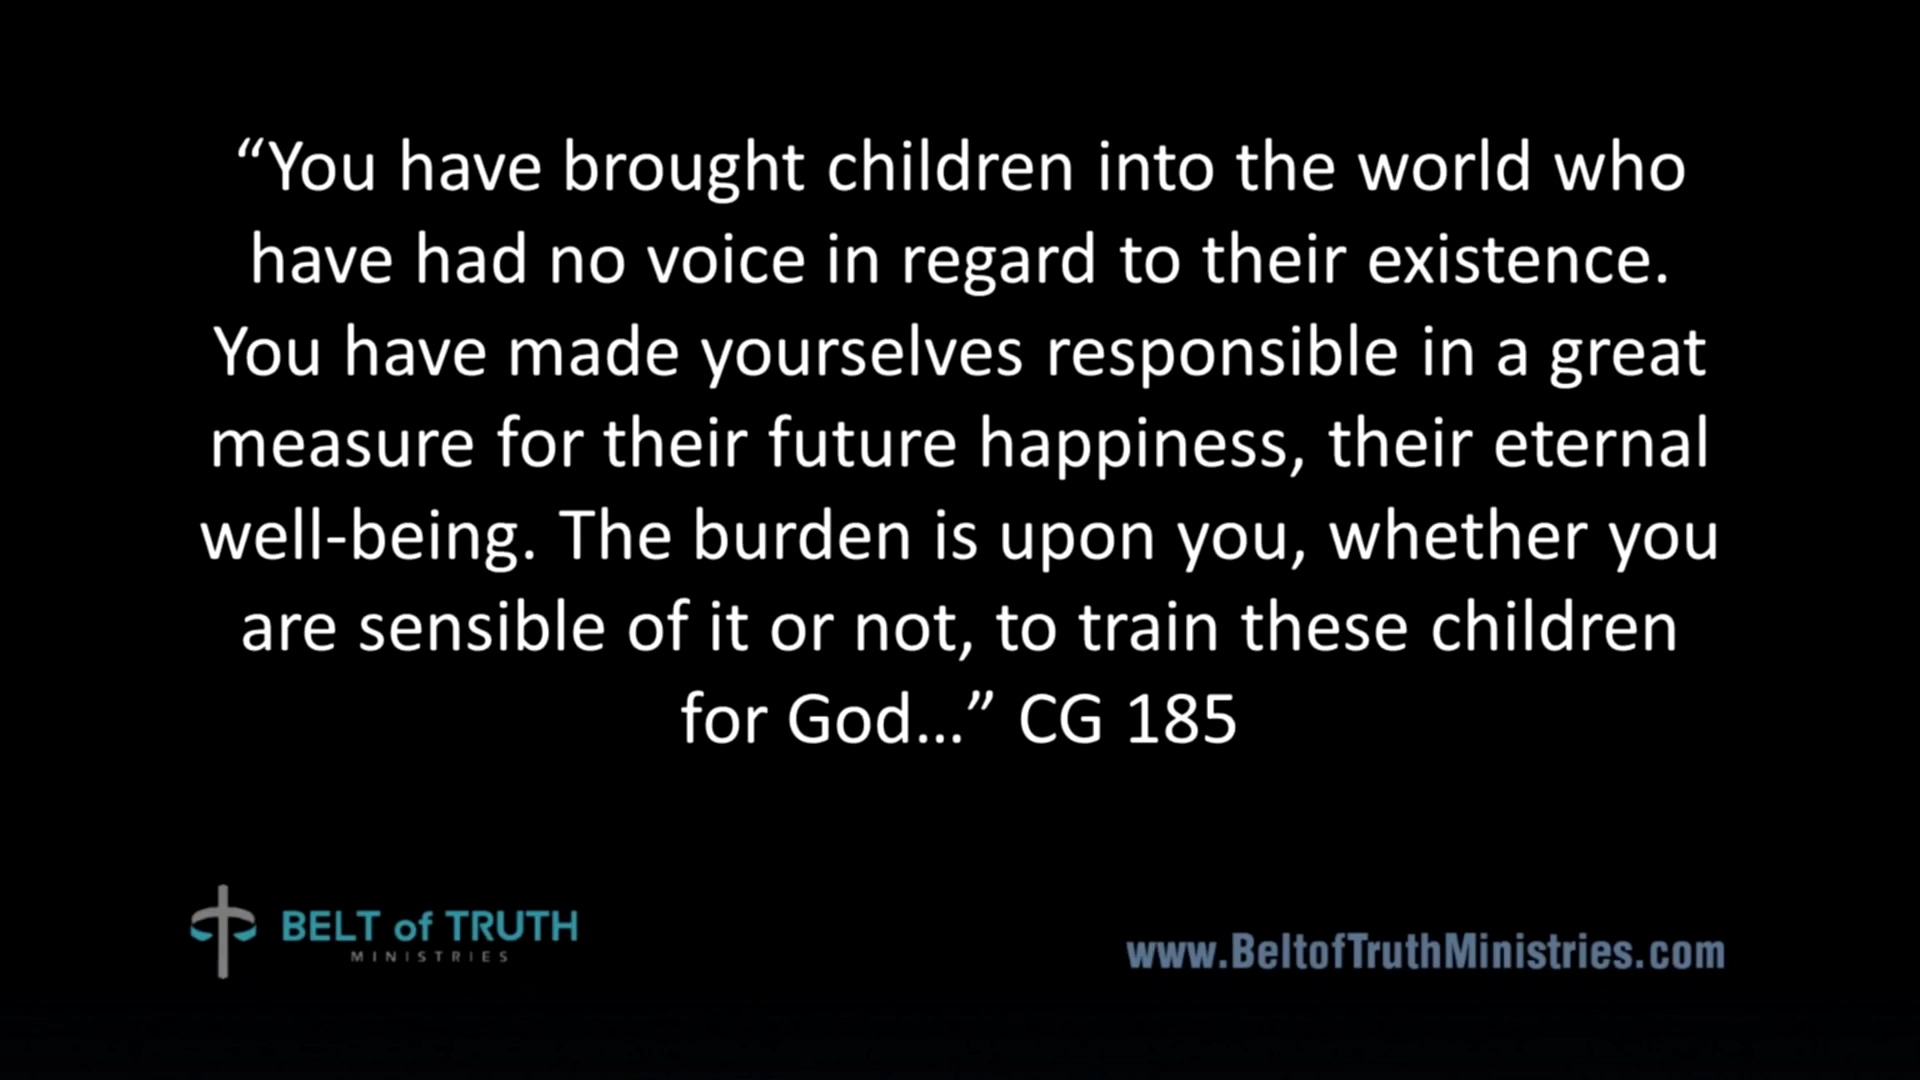 “You have brought children into the world who
have had no voice in regard to their existence.
You have made yourselves responsible in a great
measure for their future happiness, their eternal
well-being. The burden is upon you, whether you
are sensible of it or not, to train these children
for God…” CG 185
BELT of TRUTH
MINISTRIES
www.BeltofTruthMinistries.com